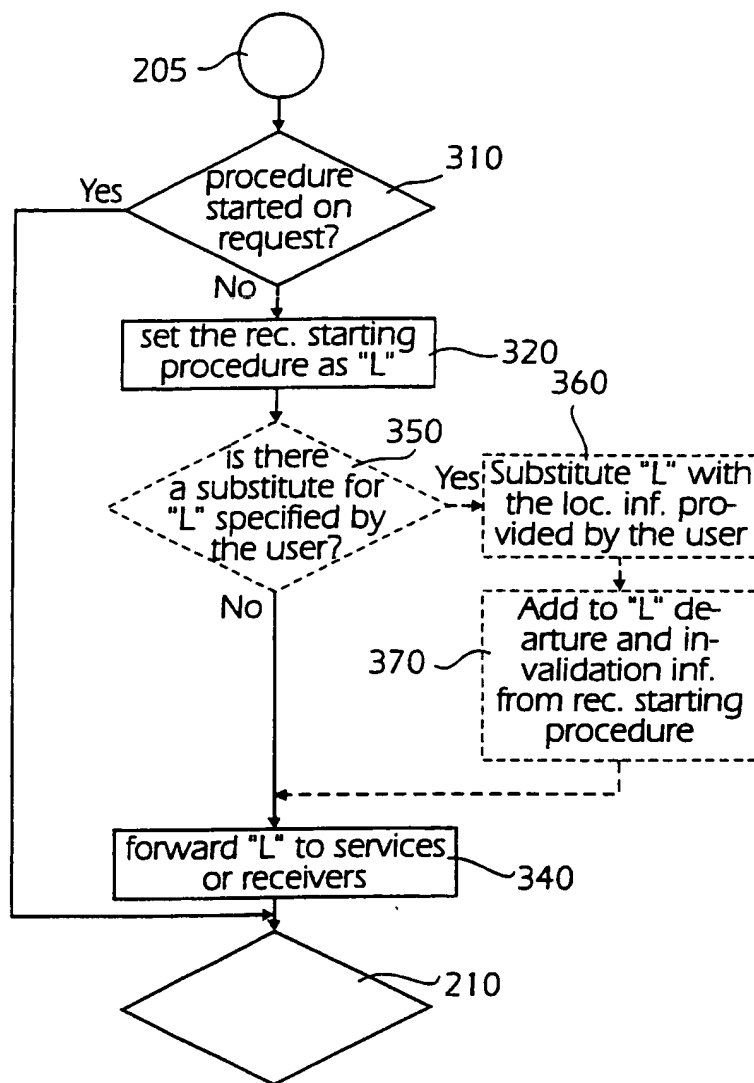 205
310
Yes
procedure
started on
request?
No
set the rec. starting
procedure as "L"
320
360
350
is there
a substitute for
"L" specified by
the user?
Yes
Substitute "L" with
the loc. inf. pro-
vided by the user
No
370
Add to "L" de-
arture and in-
validation inf.
from rec. starting
procedure
forward "L" to services
or receivers
340
210